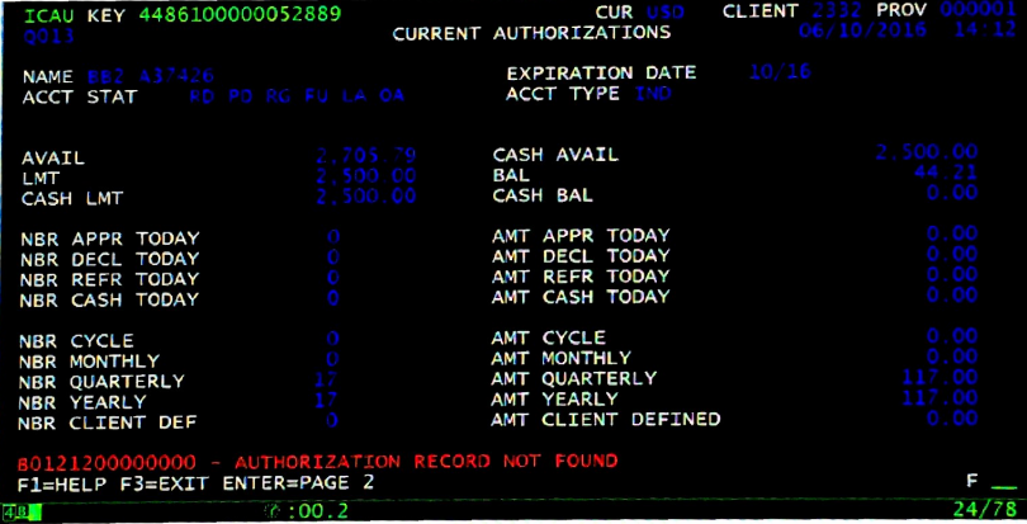 ICAU KEY 4486100000052889 CUR USD CLIENT 2332 PROV 000001
Q013 CURRENT AUTHORIZATIONS 06/10/2016 14:12
NAME BB2 A37426 EXPIRATION DATE 10/16
ACCT STAT RD PD RG FU LA OA ACCT TYPE IND
AVAIL 2,705.79 CASH AVAIL 2,500.00
LMT 2,500.00 BAL 44.21
CASH LMT 2,500.00 CASH BAL 0.00
NBR APPR TODAY 0 AMT APPR TODAY 0.00
NBR DECL TODAY 0 AMT DECL TODAY 0.00
NBR REFR TODAY 0 AMT REFR TODAY 0.00
NBR CASH TODAY 0 AMT CASH TODAY 0.00
NBR CYCLE 0 AMT CYCLE 0.00
NBR MONTHLY 0 AMT MONTHLY 0.00
NBR QUARTERLY 17 AMT QUARTERLY 117.00
NBR YEARLY 17 AMT YEARLY 117.00
NBR CLIENT DEF 0 AMT CLIENT DEFINED 0.00
B01212000000000 - AUTHORIZATION RECORD NOT FOUND
F1=HELP F3=EXIT ENTER=PAGE 2 F __
:00.2 24/78